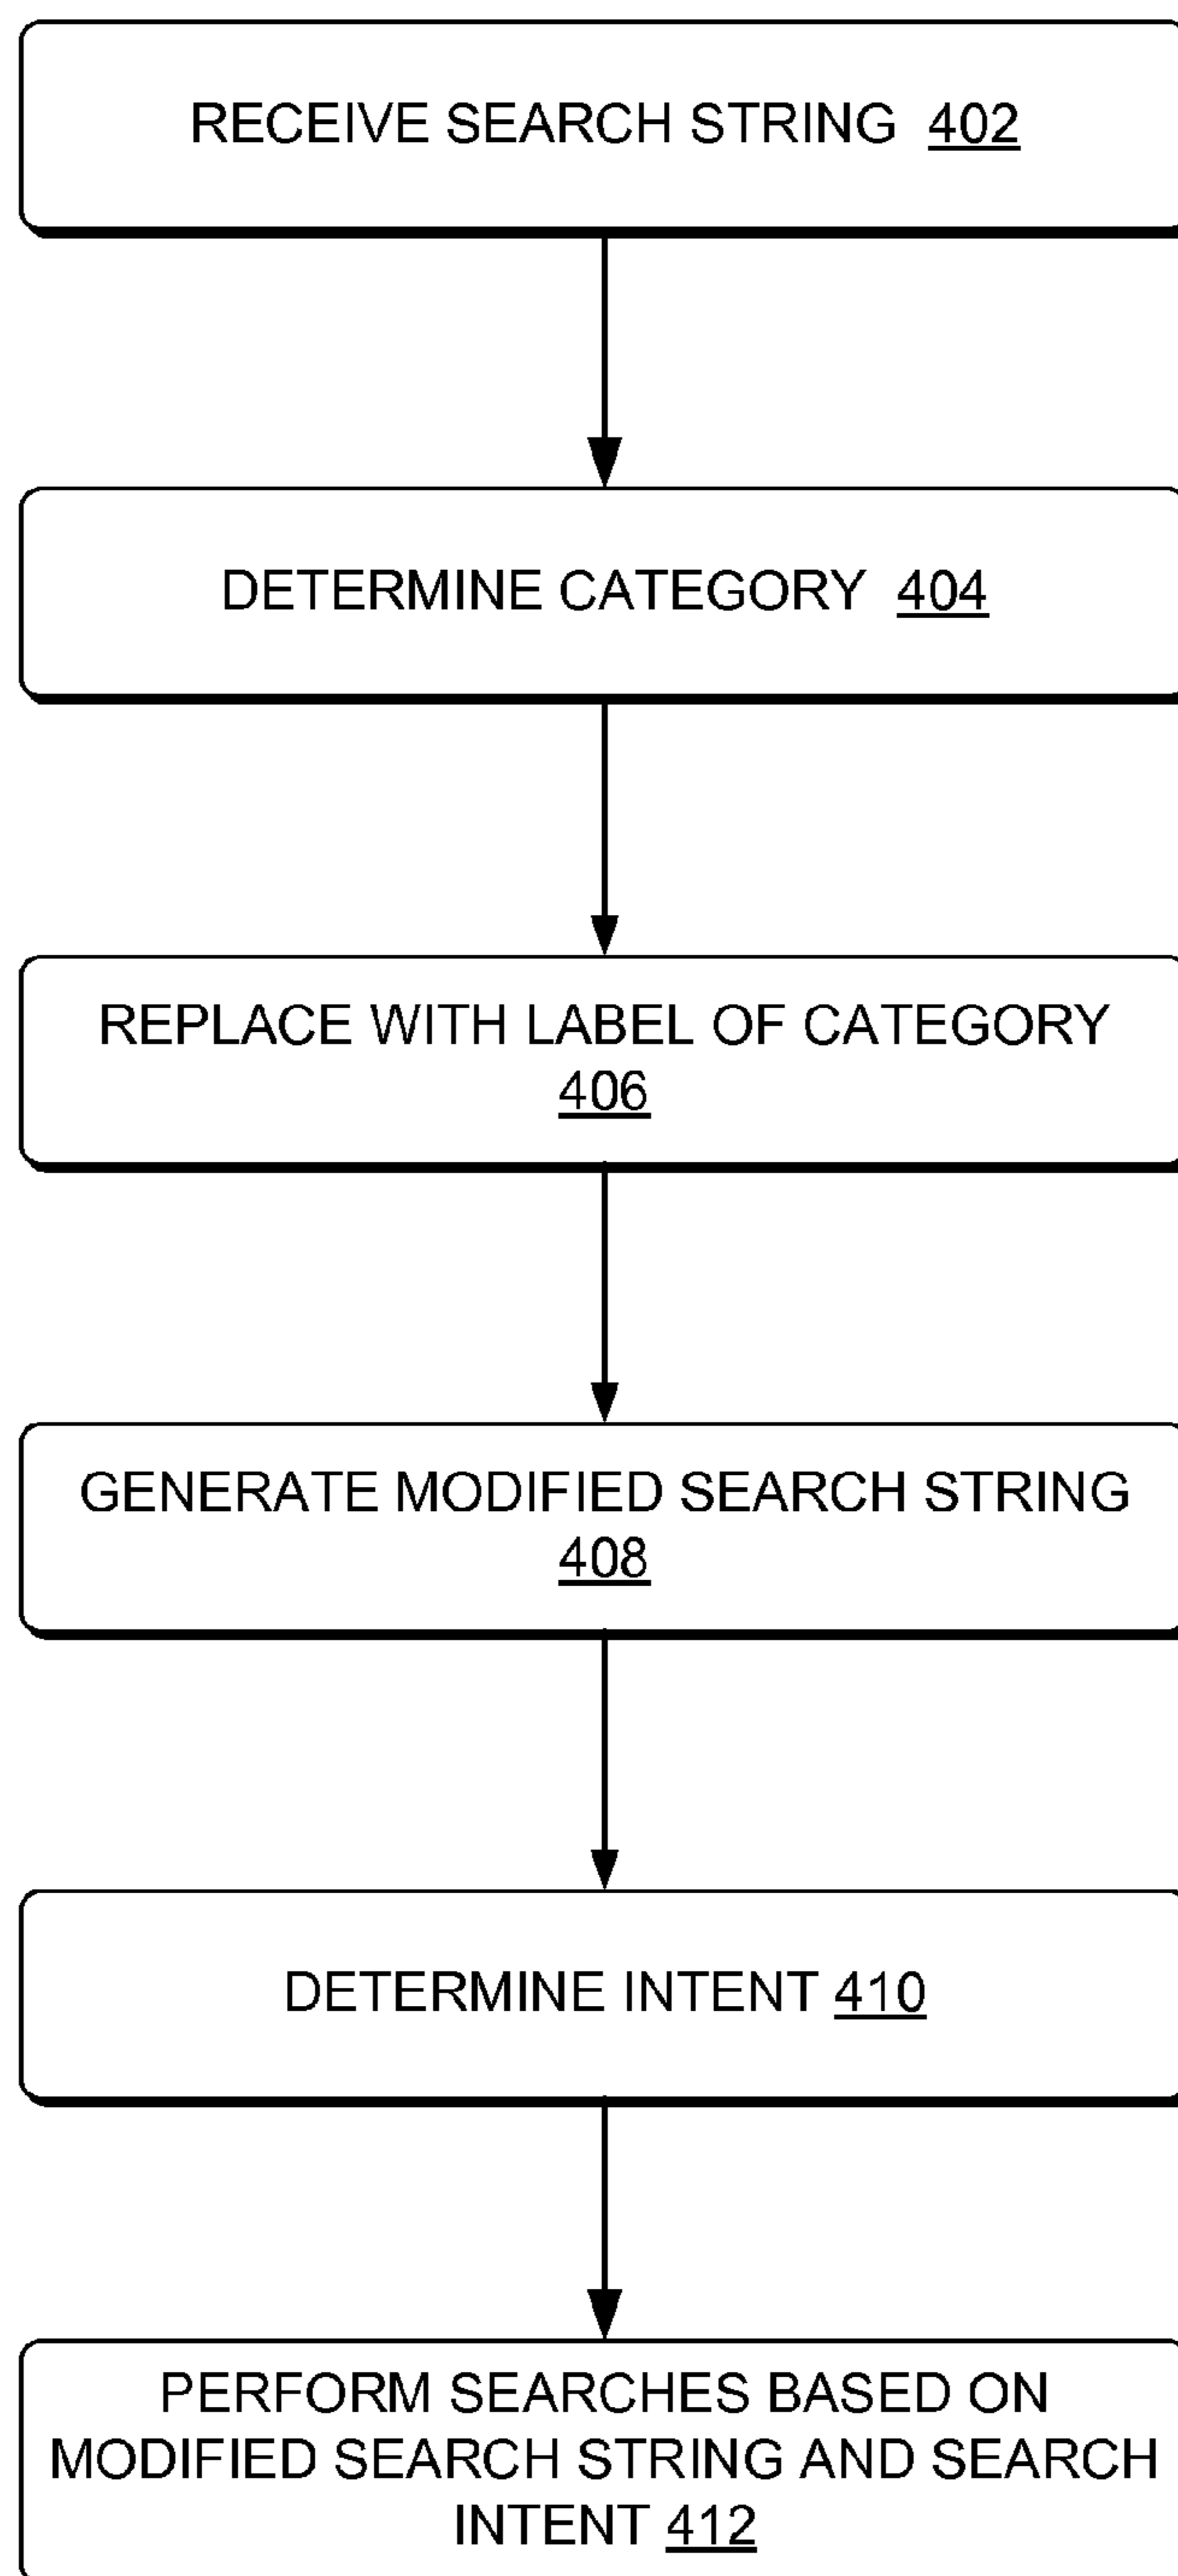 RECEIVE SEARCH STRING 402
DETERMINE CATEGORY 404
REPLACE WITH LABEL OF CATEGORY
406
GENERATE MODIFIED SEARCH STRING
408
DETERMINE INTENT 410
PERFORM SEARCHES BASED ON
MODIFIED SEARCH STRING AND SEARCH
INTENT 412